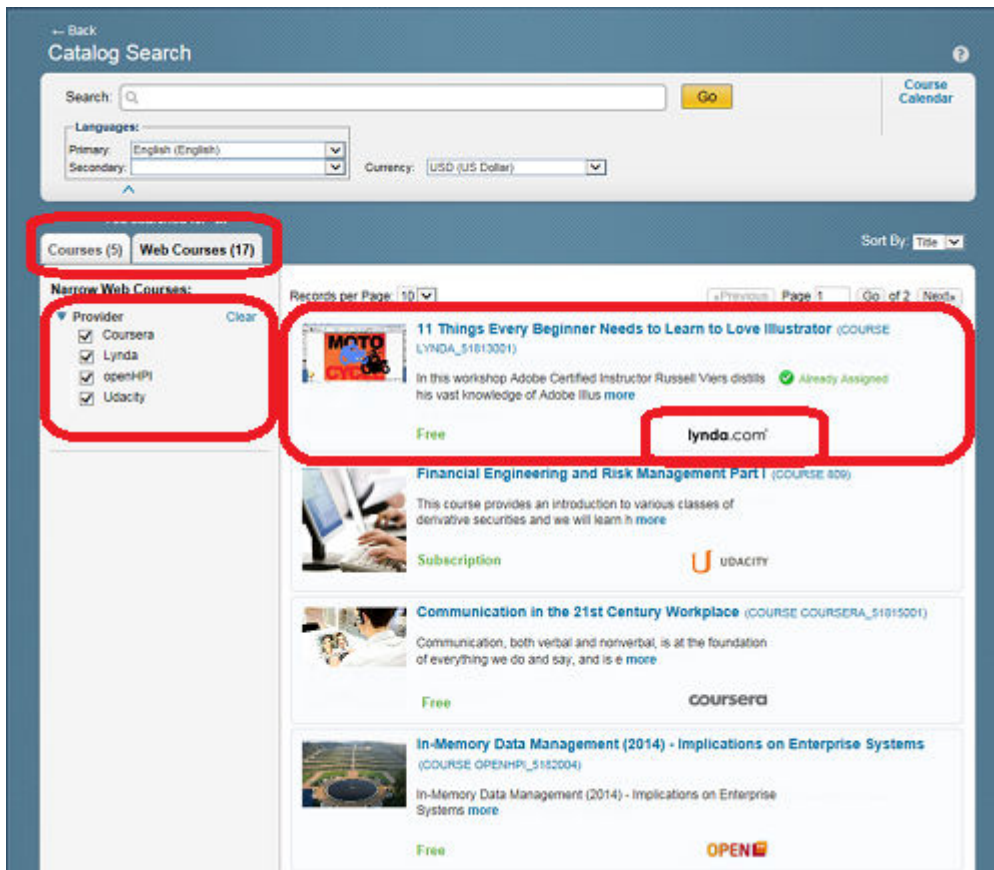 ← Back
Catalog Search
?
Search:
Go
Course
Calendar
Languages:
Primary: English (English)
Secondary:
Currency: USD (US Dollar)
Courses (5) Web Courses (17)
Sort By: Title
Narrow Web Courses:
Provider Clear
Coursera
Lynda
openHPI
Udacity
Records per Page: 10 «Previous Page 1 Go of 2 Next»
MOTO
CYCLES
11 Things Every Beginner Needs to Learn to Love Illustrator (COURSE
LYNDA_51813001)
In this workshop Adobe Certified Instructor Russell Viers distills
his vast knowledge of Adobe Illus more
Already Assigned
Free
lynda.com
Financial Engineering and Risk Management Part I (COURSE 809)
This course provides an introduction to various classes of
derivative securities and we will learn h more
Subscription
UDACITY
Communication in the 21st Century Workplace (COURSE COURSERA_51815001)
Communication, both verbal and nonverbal, is at the foundation
of everything we do and say, and is e more
Free
coursera
In-Memory Data Management (2014) - Implications on Enterprise Systems
(COURSE OPENHPI_5182004)
In-Memory Data Management (2014) - Implications on Enterprise
Systems more
Free
OPEN